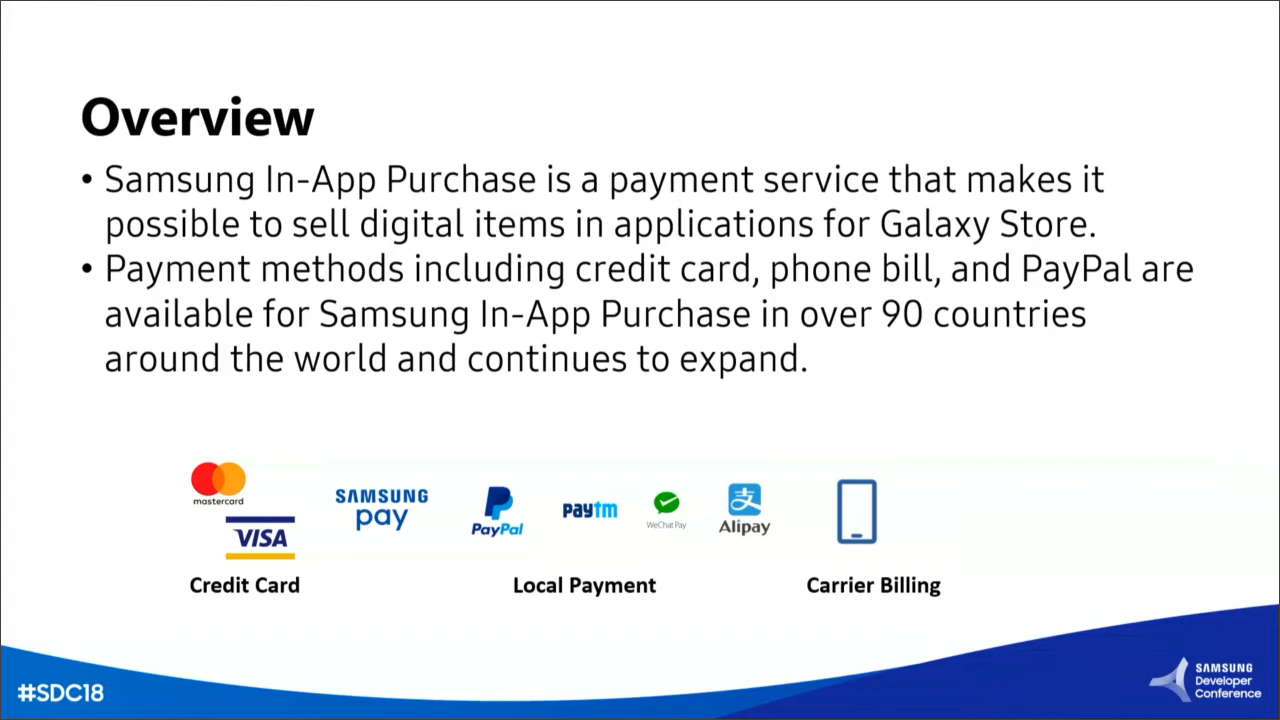 Overview
• Samsung In-App Purchase is a payment service that makes it
possible to sell digital items in applications for Galaxy Store.
• Payment methods including credit card, phone bill, and PayPal are
available for Samsung In-App Purchase in over 90 countries
around the world and continues to expand.
mastercard
VISA
SAMSUNG
pay
PayPal
paytm
WeChat Pay
支
Alipay
Credit Card
Local Payment
Carrier Billing
#SDC18
SAMSUNG
Developer
Conference